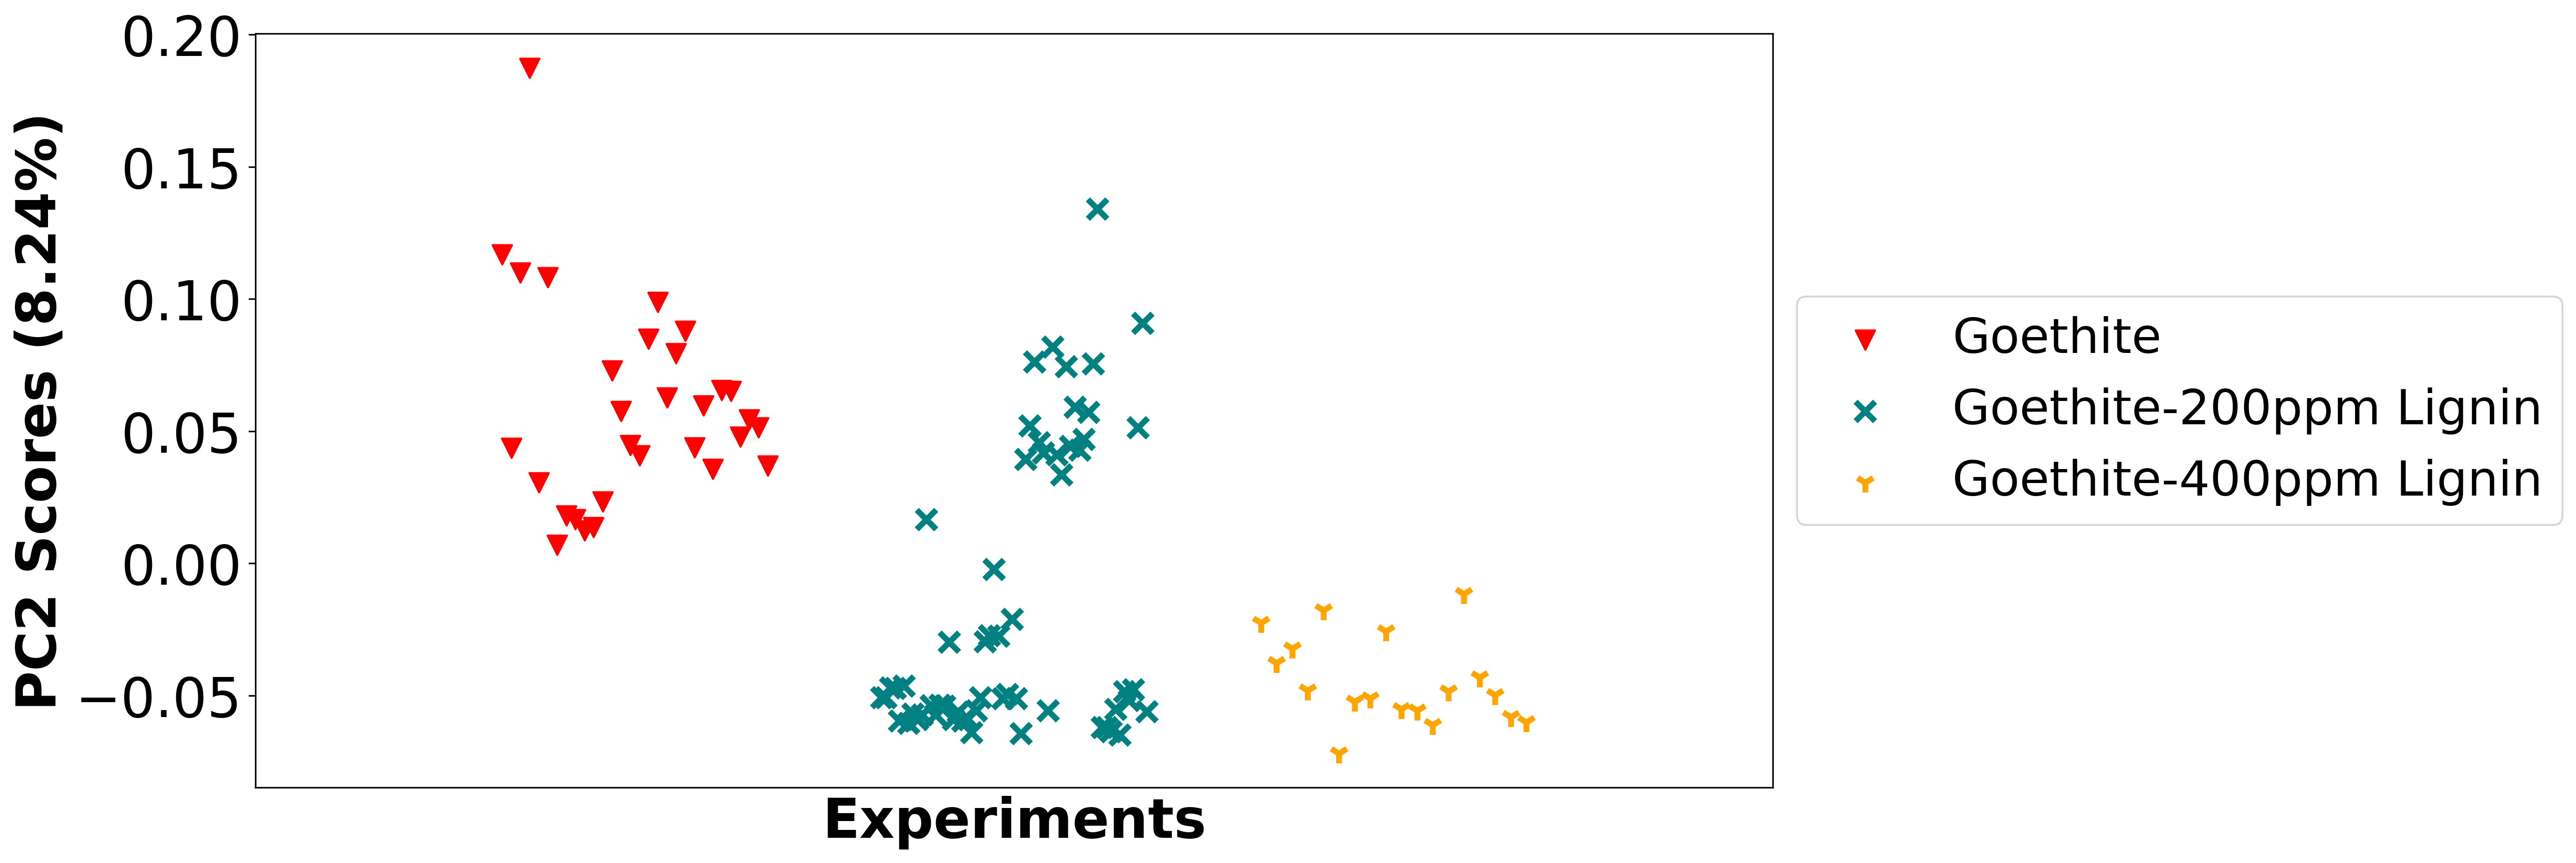 PC2 Scores (8.24%)
0.20
0.15
0.10
0.05
0.00
−0.05
Experiments
Goethite
Goethite-200ppm Lignin
Goethite-400ppm Lignin